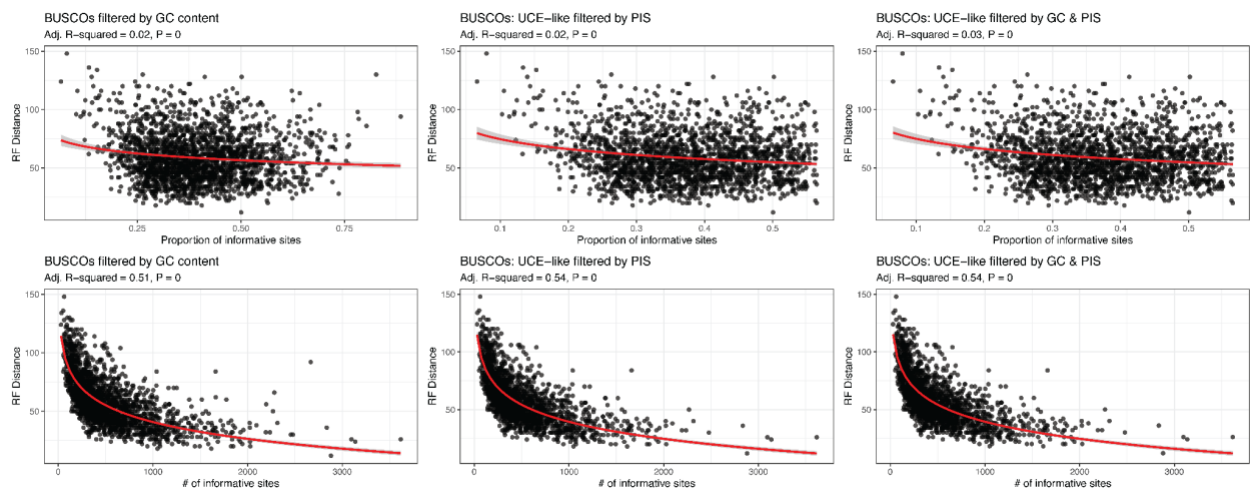 BUSCOs filtered by GC content
Adj. R−squared = 0.02, P = 0
150
100
50
RF Distance
0.25
0.50
0.75
Proportion of informative sites
BUSCOs: UCE−like filtered by PIS
Adj. R−squared = 0.02, P = 0
150
100
50
RF Distance
0.1
0.2
0.3
0.4
0.5
Proportion of informative sites
BUSCOs: UCE−like filtered by GC & PIS
Adj. R−squared = 0.03, P = 0
150
100
50
RF Distance
0.1
0.2
0.3
0.4
0.5
Proportion of informative sites
BUSCOs filtered by GC content
Adj. R−squared = 0.51, P = 0
150
100
50
RF Distance
0
1000
2000
3000
# of informative sites
BUSCOs: UCE−like filtered by PIS
Adj. R−squared = 0.54, P = 0
150
100
50
RF Distance
0
1000
2000
3000
# of informative sites
BUSCOs: UCE−like filtered by GC & PIS
Adj. R−squared = 0.54, P = 0
150
100
50
RF Distance
0
1000
2000
3000
# of informative sites